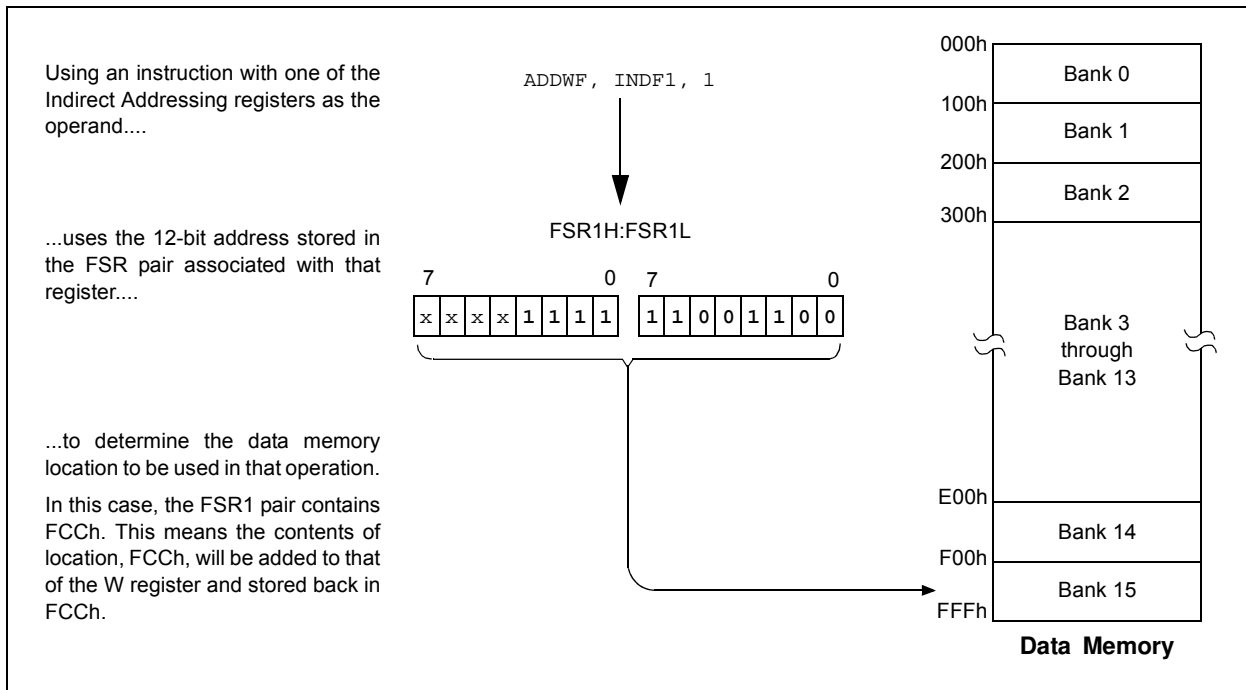 Using an instruction with one of the
Indirect Addressing registers as the
operand....
ADDWF, INDF1, 1
...uses the 12-bit address stored in
the FSR pair associated with that
register....
FSR1H:FSR1L
7 0 7 0
x x x x 1 1 1 1 1 1 0 0 1 1 0 0
...to determine the data memory
location to be used in that operation.
In this case, the FSR1 pair contains
FCCh. This means the contents of
location, FCCh, will be added to that
of the W register and stored back in
FCCh.
000h
Bank 0
100h
Bank 1
200h
Bank 2
300h
Bank 3
through
Bank 13
E00h
Bank 14
F00h
Bank 15
FFFh
Data Memory